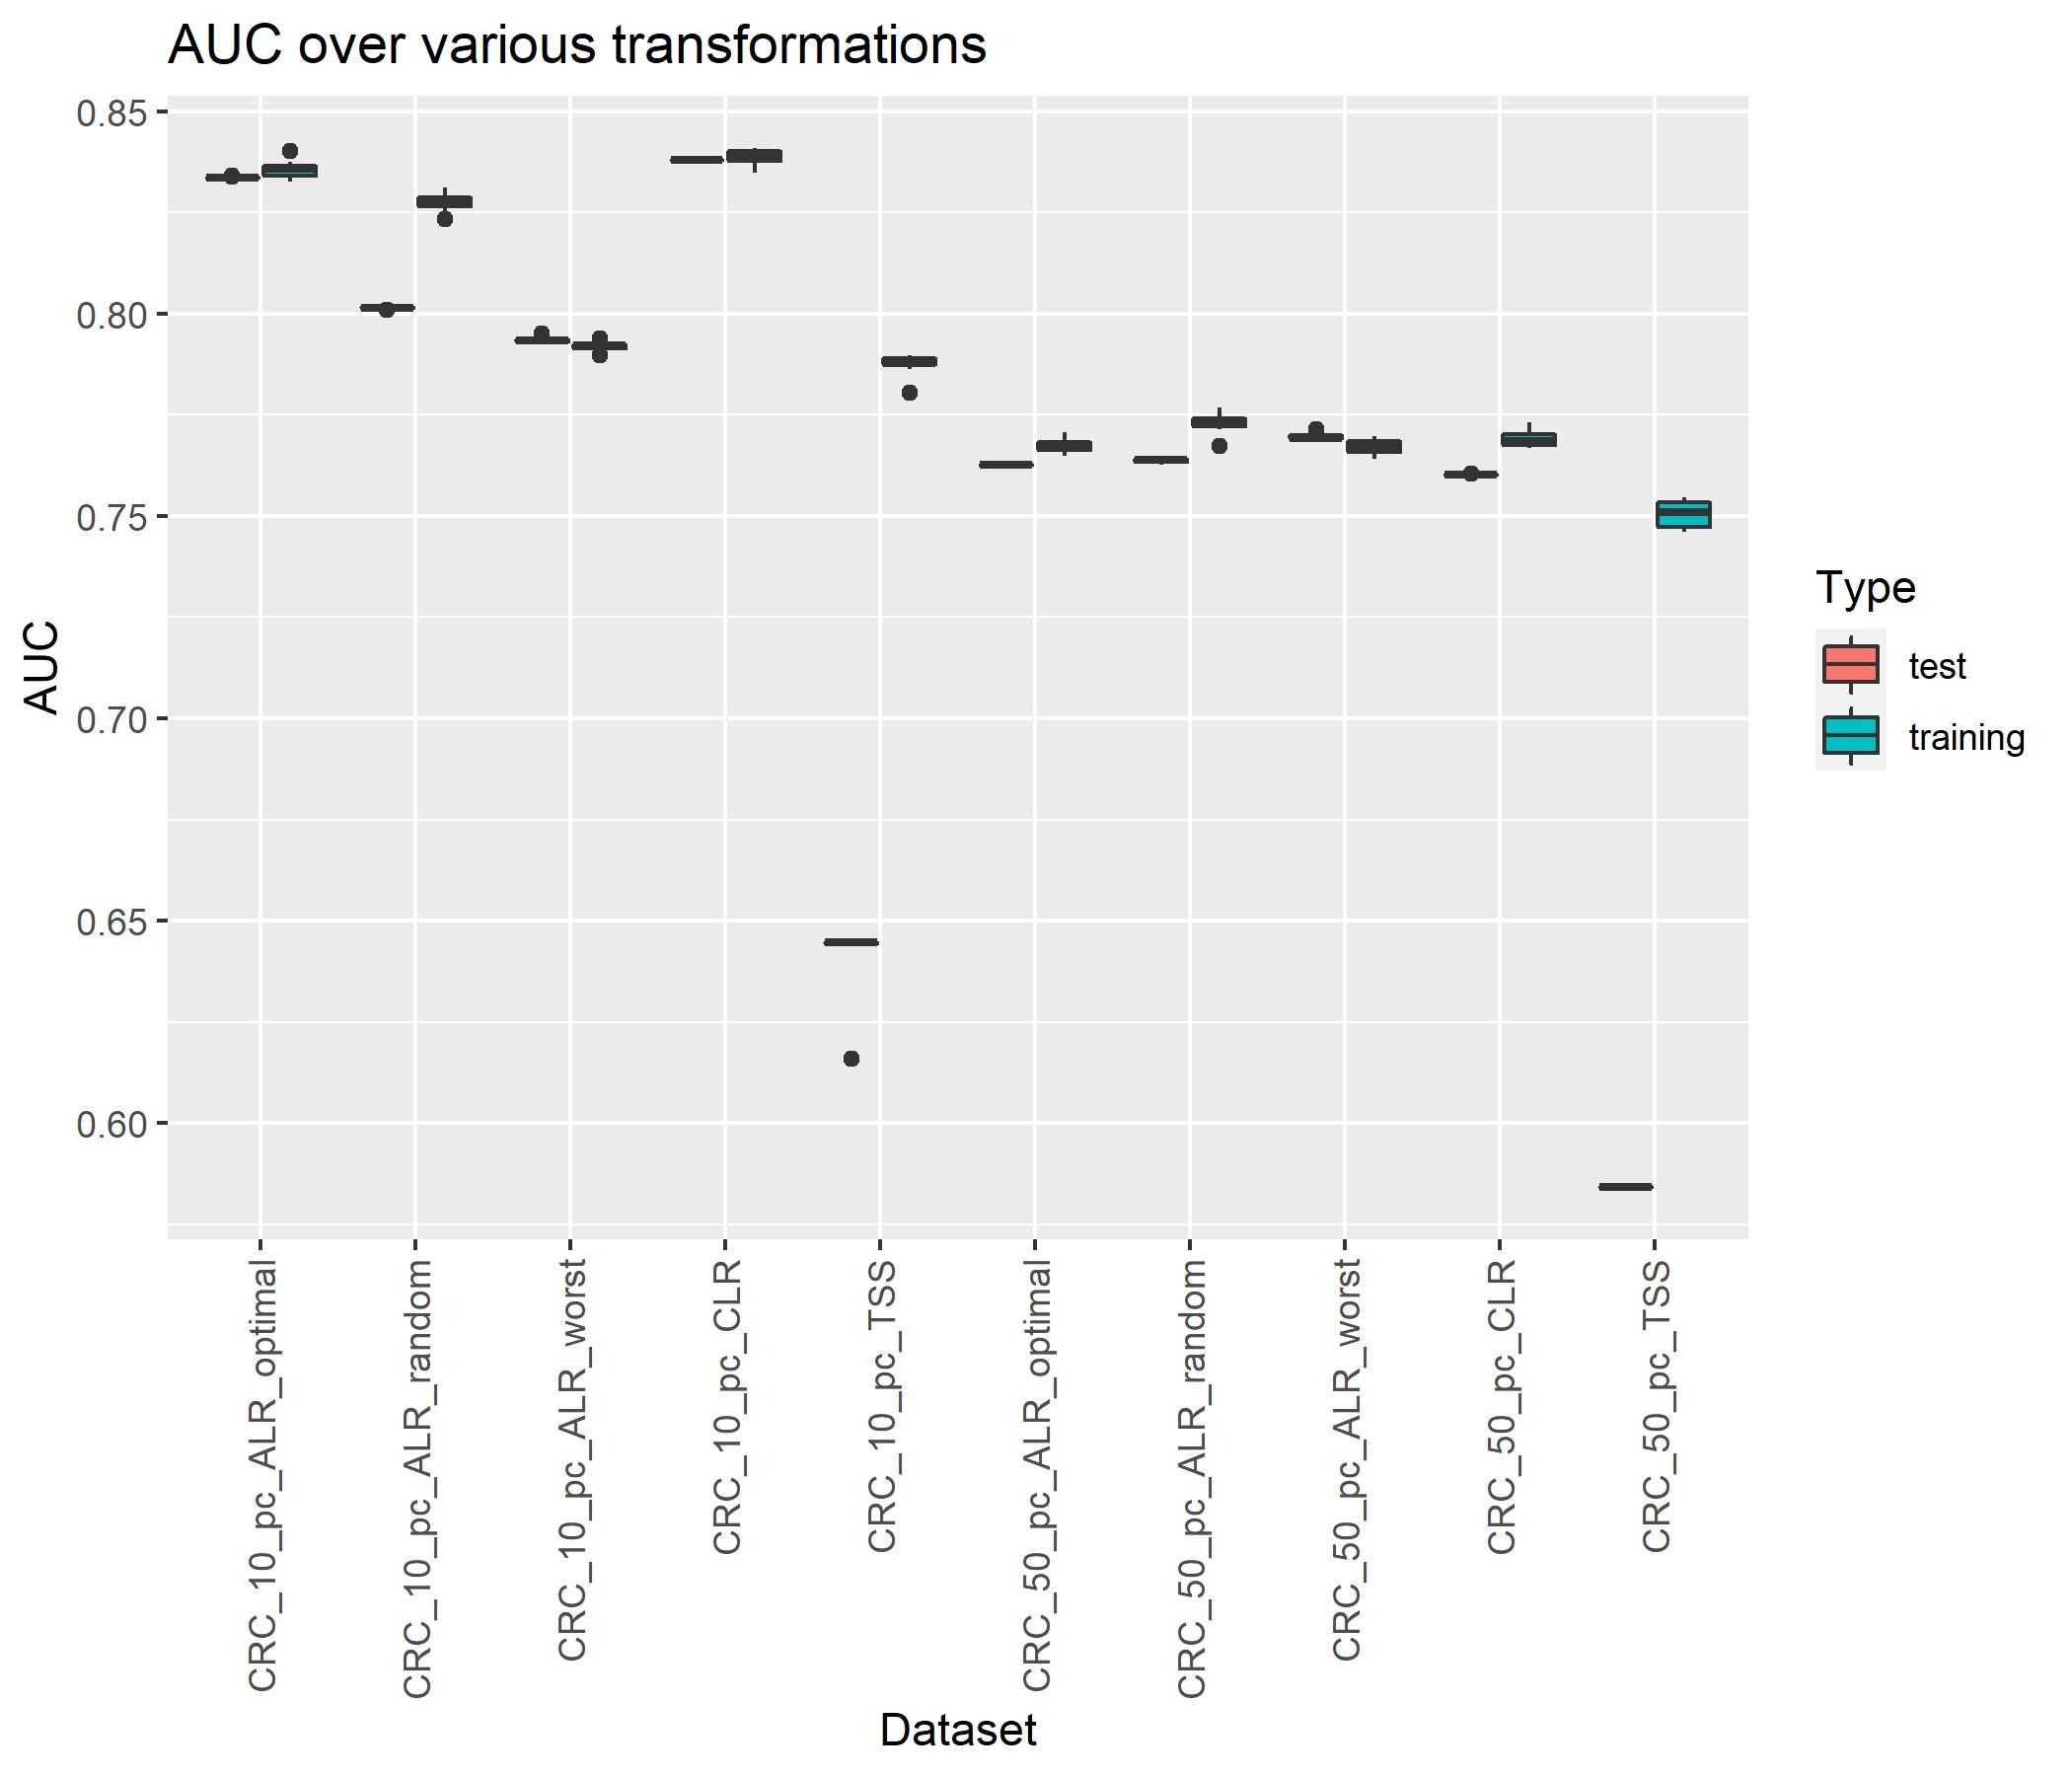 AUC over various transformations
0.85
0.80
0.75
0.70
0.65
0.60
AUC
CRC_10_pc_ALR_optimal
CRC_10_pc_ALR_random
CRC_10_pc_ALR_worst
CRC_10_pc_CLR
CRC_10_pc_TSS
CRC_50_pc_ALR_optimal
CRC_50_pc_ALR_random
CRC_50_pc_ALR_worst
CRC_50_pc_CLR
CRC_50_pc_TSS
Dataset
Type
test
training